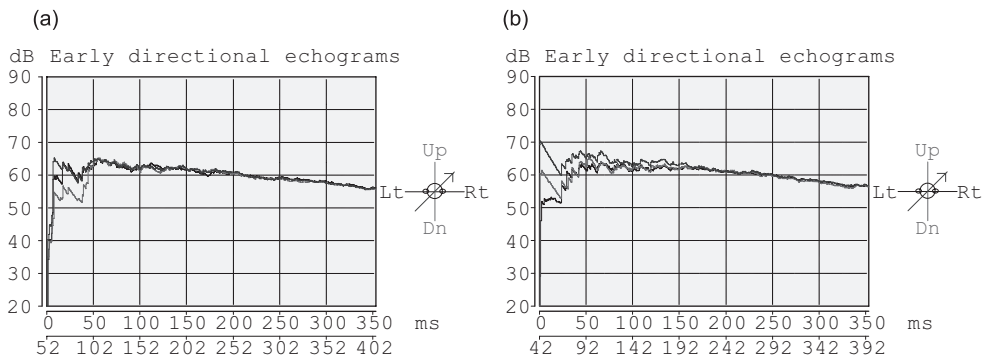 (a)
dB Early directional echograms
90
80
70
60
50
40
30
20
0 50 100 150 200 250 300 350 ms
52 102 152 202 252 302 352 402
Up
Lt Rt
Dn
(b)
dB Early directional echograms
90
80
70
60
50
40
30
20
0 50 100 150 200 250 300 350 ms
42 92 142 192 242 292 342 392
Up
Lt Rt
Dn